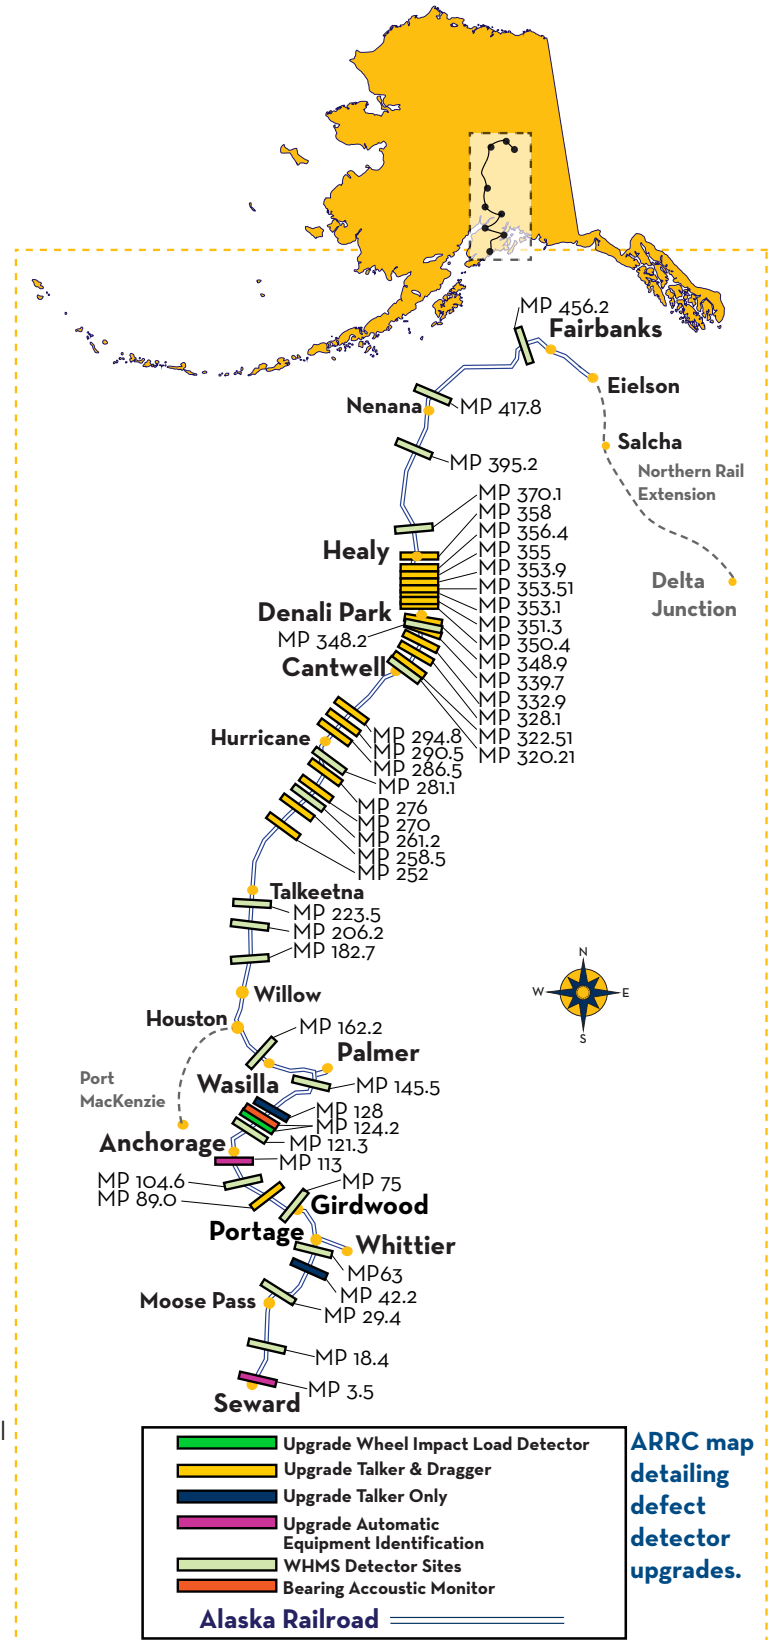 MP 456.2
Fairbanks
Eielson
Nenana
MP 417.8
Salcha
MP 395.2
Northern Rail
Extension
MP 370.1
MP 358
MP 356.4
Healy
MP 355
MP 353.9
MP 353.51
Delta
Junction
MP 353.1
Denali Park
MP 351.3
MP 348.2
MP 350.4
MP 348.9
Cantwell
MP 339.7
MP 332.9
MP 328.1
MP 322.51
MP 320.21
Hurricane
MP 294.8
MP 290.5
MP 286.5
MP 281.1
MP 276
MP 270
MP 261.2
MP 258.5
MP 252
Talkeetna
MP 223.5
MP 206.2
MP 182.7
N
W
E
S
Willow
Houston
MP 162.2
Palmer
Port
MacKenzie
Wasilla
MP 145.5
MP 128
MP 124.2
Anchorage
MP 121.3
MP 113
MP 104.6
MP 89.0
MP 75
Girdwood
Portage
Whittier
MP63
MP 42.2
Moose Pass
MP 29.4
MP 18.4
MP 3.5
Seward
l
Upgrade Wheel Impact Load Detector
Upgrade Talker & Dragger
Upgrade Talker Only
Upgrade Automatic
Equipment Identification
WHMS Detector Sites
Bearing Accoustic Monitor
Alaska Railroad
ARRC map
detailing
defect
detector
upgrades.